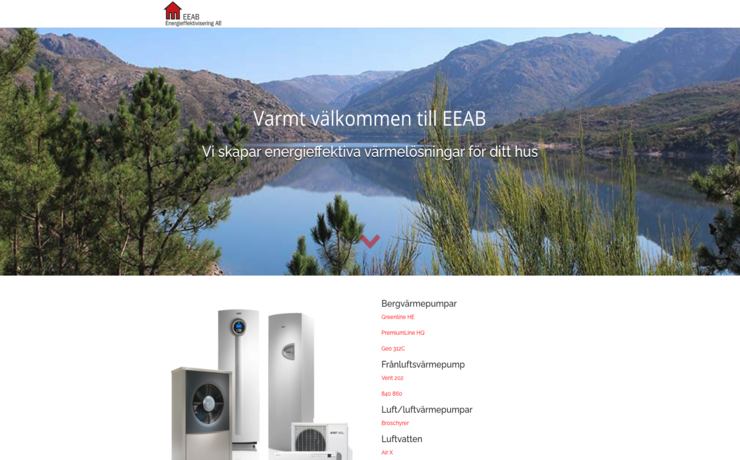 EEAB
Energieffektivisering AB
Varmt välkommen till EEAB
Vi skapar energieffektiva värmelösningar för ditt hus
Bergvärmepumpar
Greenline HE
PremiumLine HQ
Geo 312C
Frånluftsvärmepump
Vent 202
840 860
Luft/luftvärmepumpar
Broschyrer
Luftvatten
Air X